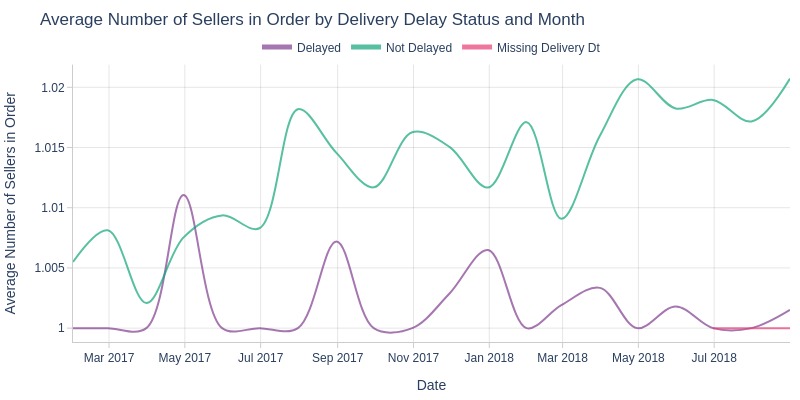 Average Number of Sellers in Order by Delivery Delay Status and Month
Delayed Not Delayed Missing Delivery Dt
Average Number of Sellers in Order
1.02
1.015
1.01
1.005
1
Mar 2017 May 2017 Jul 2017 Sep 2017 Nov 2017 Jan 2018 Mar 2018 May 2018 Jul 2018
Date